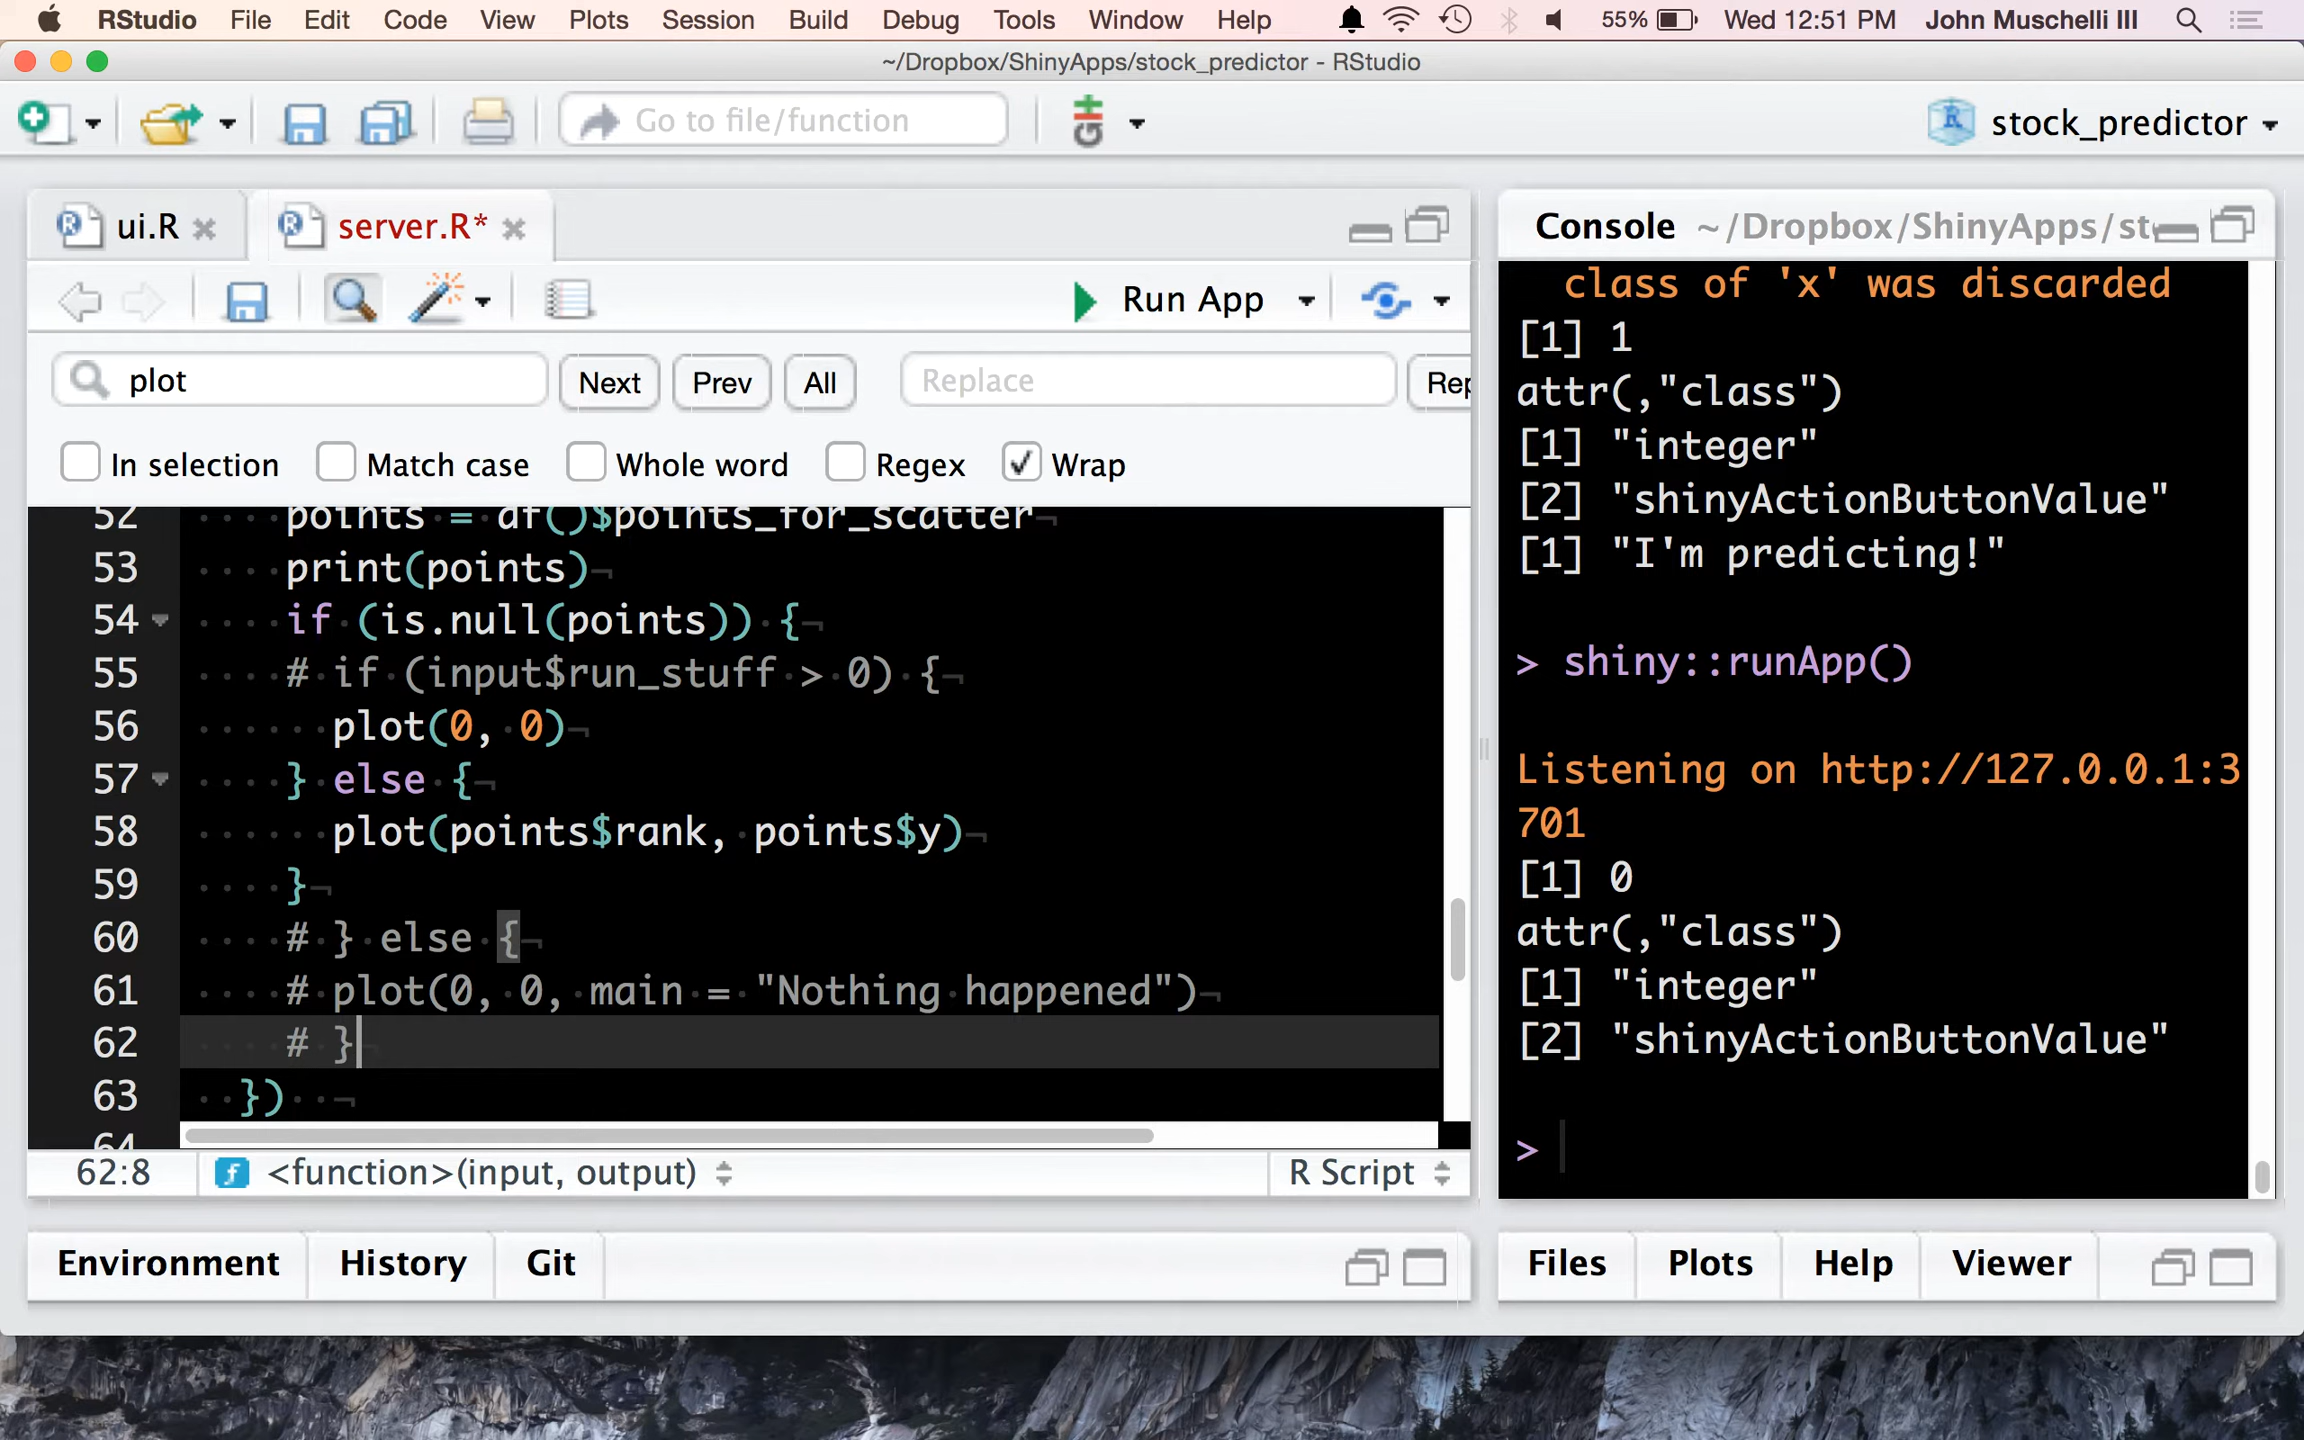 RStudio File Edit Code View Plots Session Build Debug Tools Window Help 55% Wed 12:51 PM John Muschelli III
~/Dropbox/ShinyApps/stock_predictor - RStudio
Go to file/function
stock_predictor
ui.R
server.R*
Run App
plot
Next
Prev
All
Replace
Rep
In selection
Match case
Whole word
Regex
Wrap
52 points = df()$points_for_scatter
53 print(points)
54 if (is.null(points)) {
55 # if (input$run_stuff > 0) {
56 plot(0, 0)
57 } else {
58 plot(points$rank, points$y)
59 }
60 # } else {
61 # plot(0, 0, main = "Nothing happened")
62 # }
63 })
64
62:8 <function>(input, output) R Script
Environment History Git
Console ~/Dropbox/ShinyApps/st
class of 'x' was discarded
[1] 1
attr(,"class")
[1] "integer"
[2] "shinyActionButtonValue"
[1] "I'm predicting!"
> shiny::runApp()
Listening on http://127.0.0.1:3
701
[1] 0
attr(,"class")
[1] "integer"
[2] "shinyActionButtonValue"
>
Files Plots Help Viewer